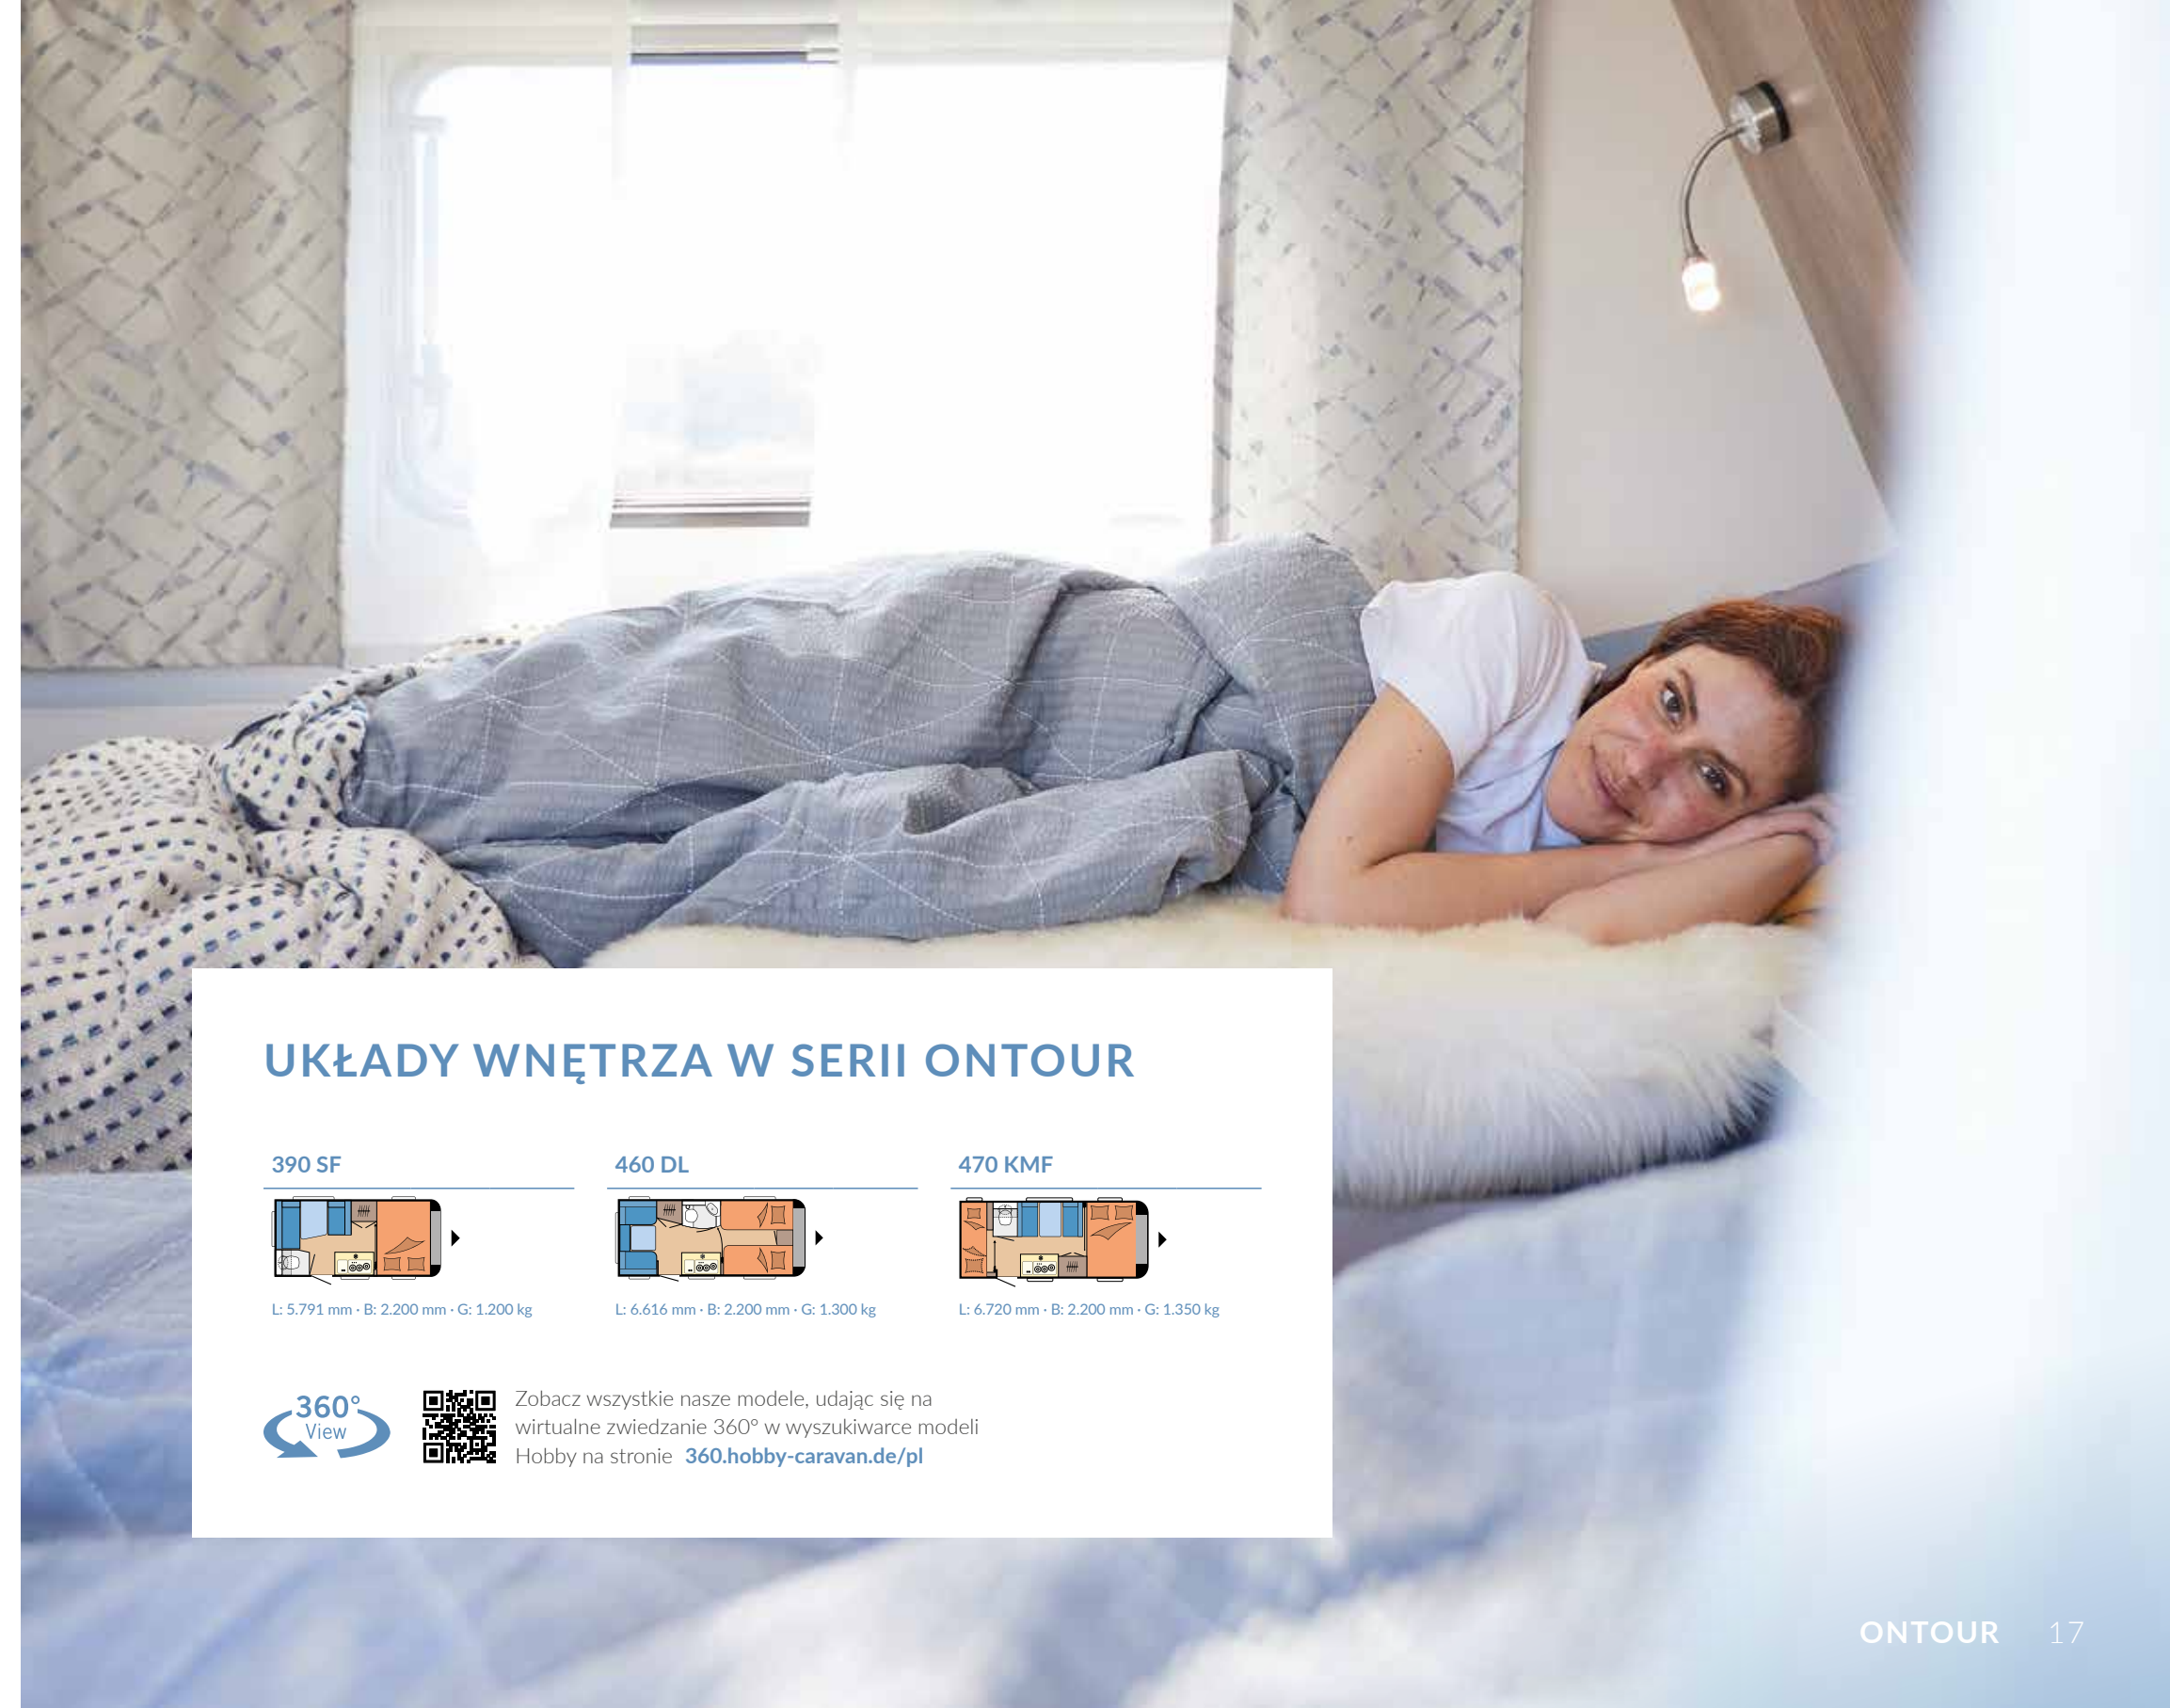 UKŁADY WNĘTRZA W SERII ONTOUR
390 SF
460 DL
470 KMF
L: 5.791 mm · B: 2.200 mm · G: 1.200 kg
L: 6.616 mm · B: 2.200 mm · G: 1.300 kg
L: 6.720 mm · B: 2.200 mm · G: 1.350 kg
360°
View
Zobacz wszystkie nasze modele, udając się na
wirtualne zwiedzanie 360° w wyszukiwarce modeli
Hobby na stronie 360.hobby-caravan.de/pl
ONTOUR 17